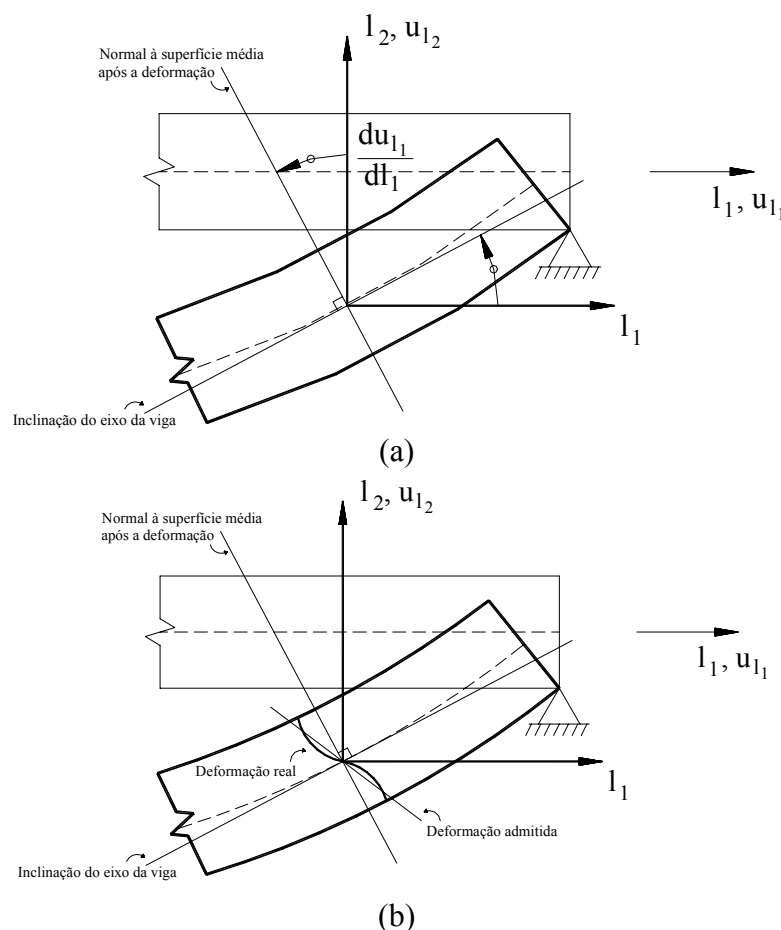 l2, ul2
Normal à superfície média
após a deformação
dul1
dl1
l1, ul1
l1
Inclinação do eixo da viga
(a)
l2, ul2
Normal à superfície média
após a deformação
l1, ul1
Deformação real
l1
Deformação admitida
Inclinação do eixo da viga
(b)